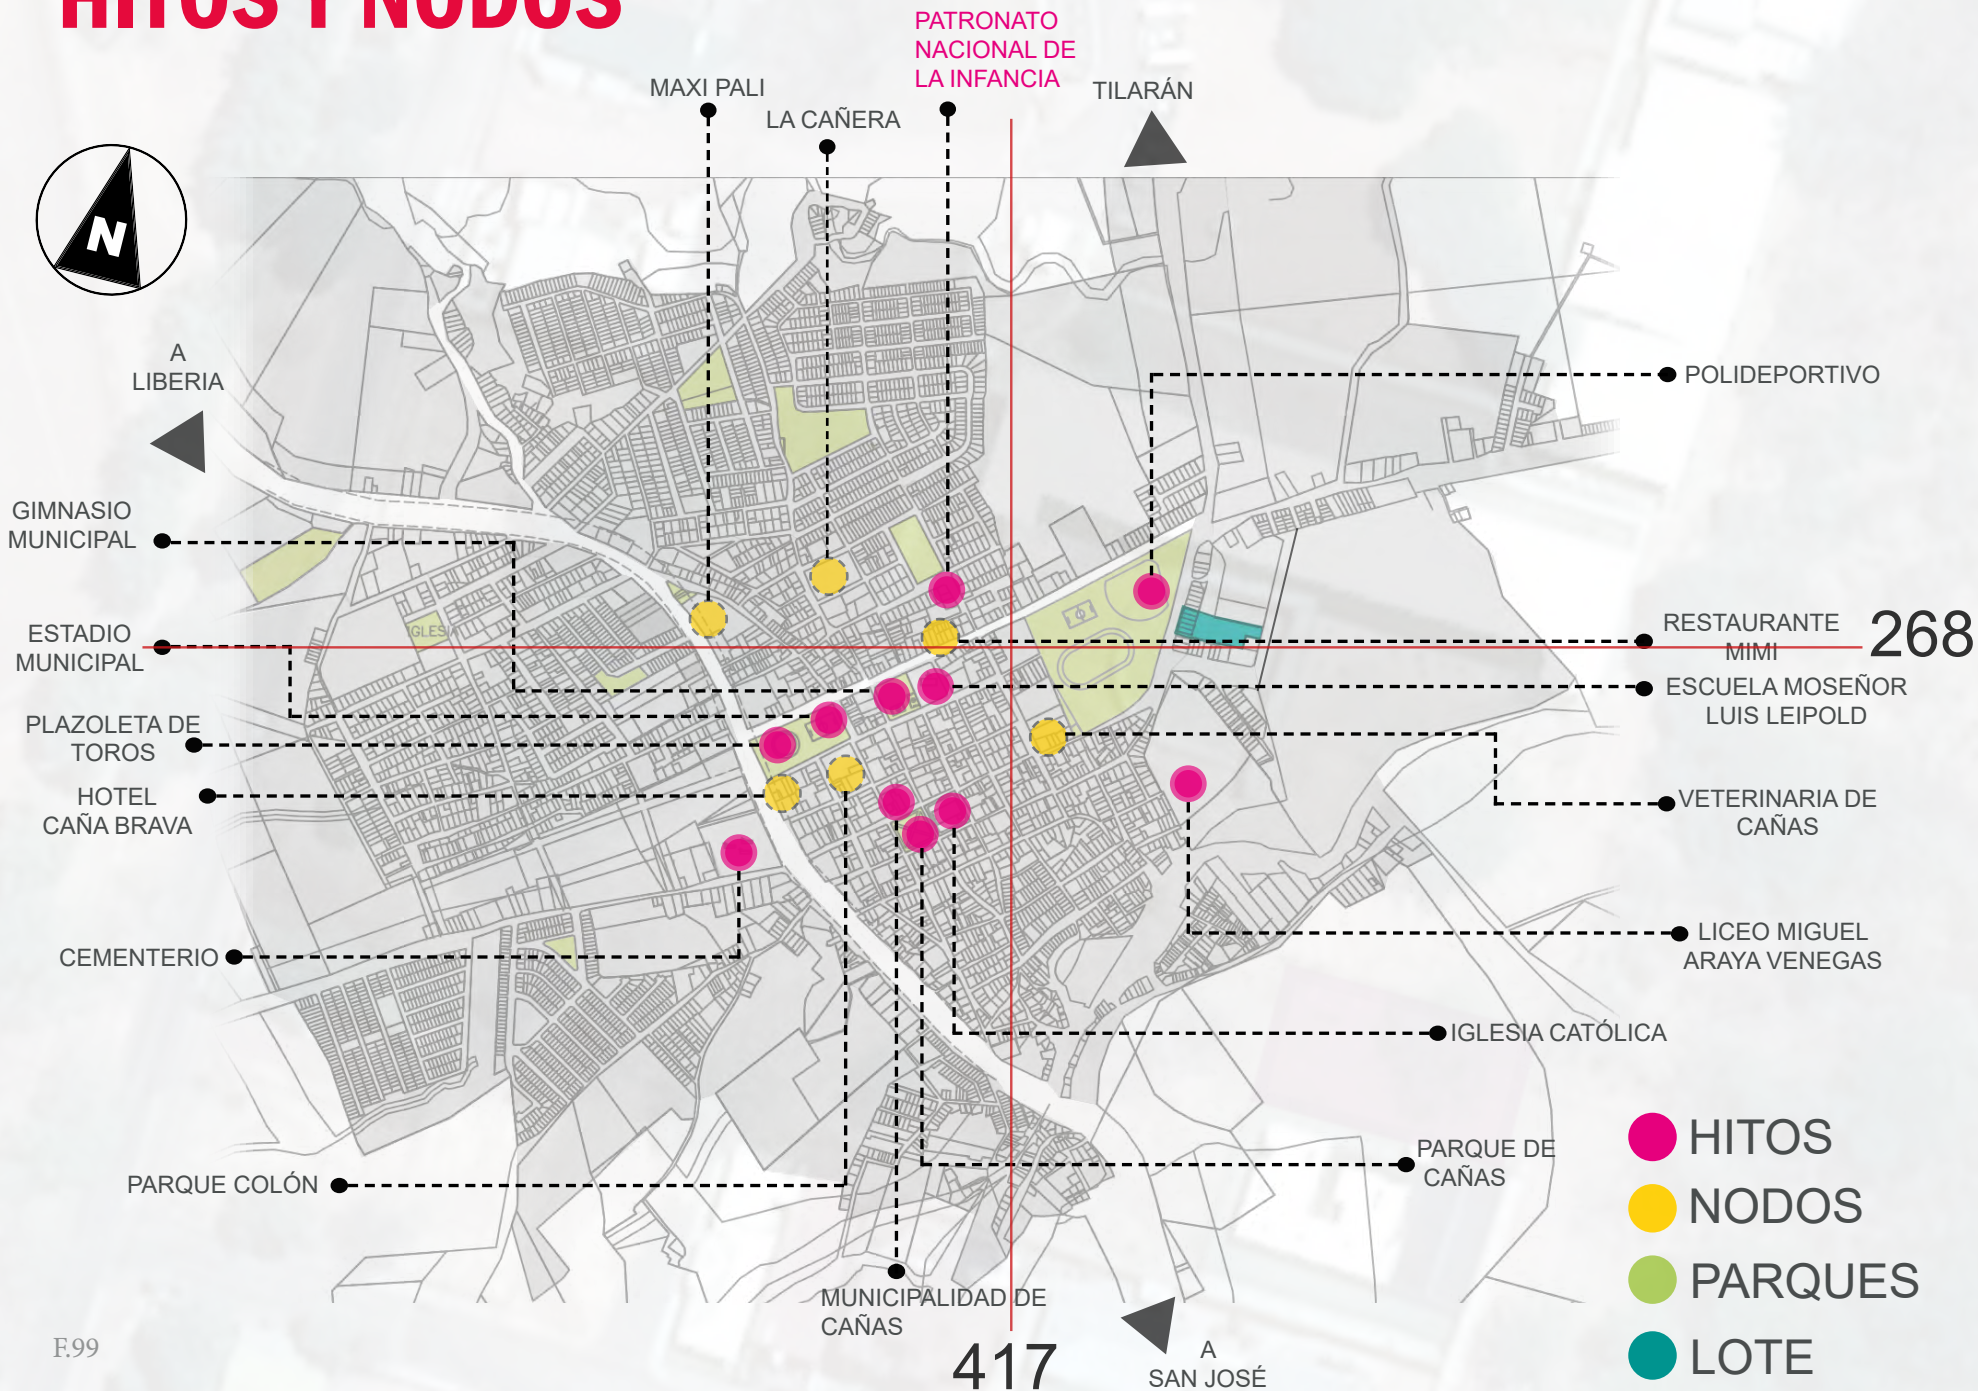 HITOS Y NODOS
PATRONATO
NACIONAL DE
LA INFANCIA
MAXI PALI
LA CAÑERA
TILARÁN
N
A
LIBERIA
POLIDEPORTIVO
GIMNASIO
MUNICIPAL
ESTADIO
MUNICIPAL
IGLESIA
RESTAURANTE
MIMI
268
ESCUELA MOSEÑOR
LUIS LEIPOLD
PLAZOLETA DE
TOROS
HOTEL
CAÑA BRAVA
VETERINARIA DE
CAÑAS
CEMENTERIO
LICEO MIGUEL
ARAYA VENEGAS
IGLESIA CATÓLICA
PARQUE COLÓN
PARQUE DE
CAÑAS
MUNICIPALIDAD DE
CAÑAS
417
A
SAN JOSÉ
HITOS
NODOS
PARQUES
LOTE
F.99